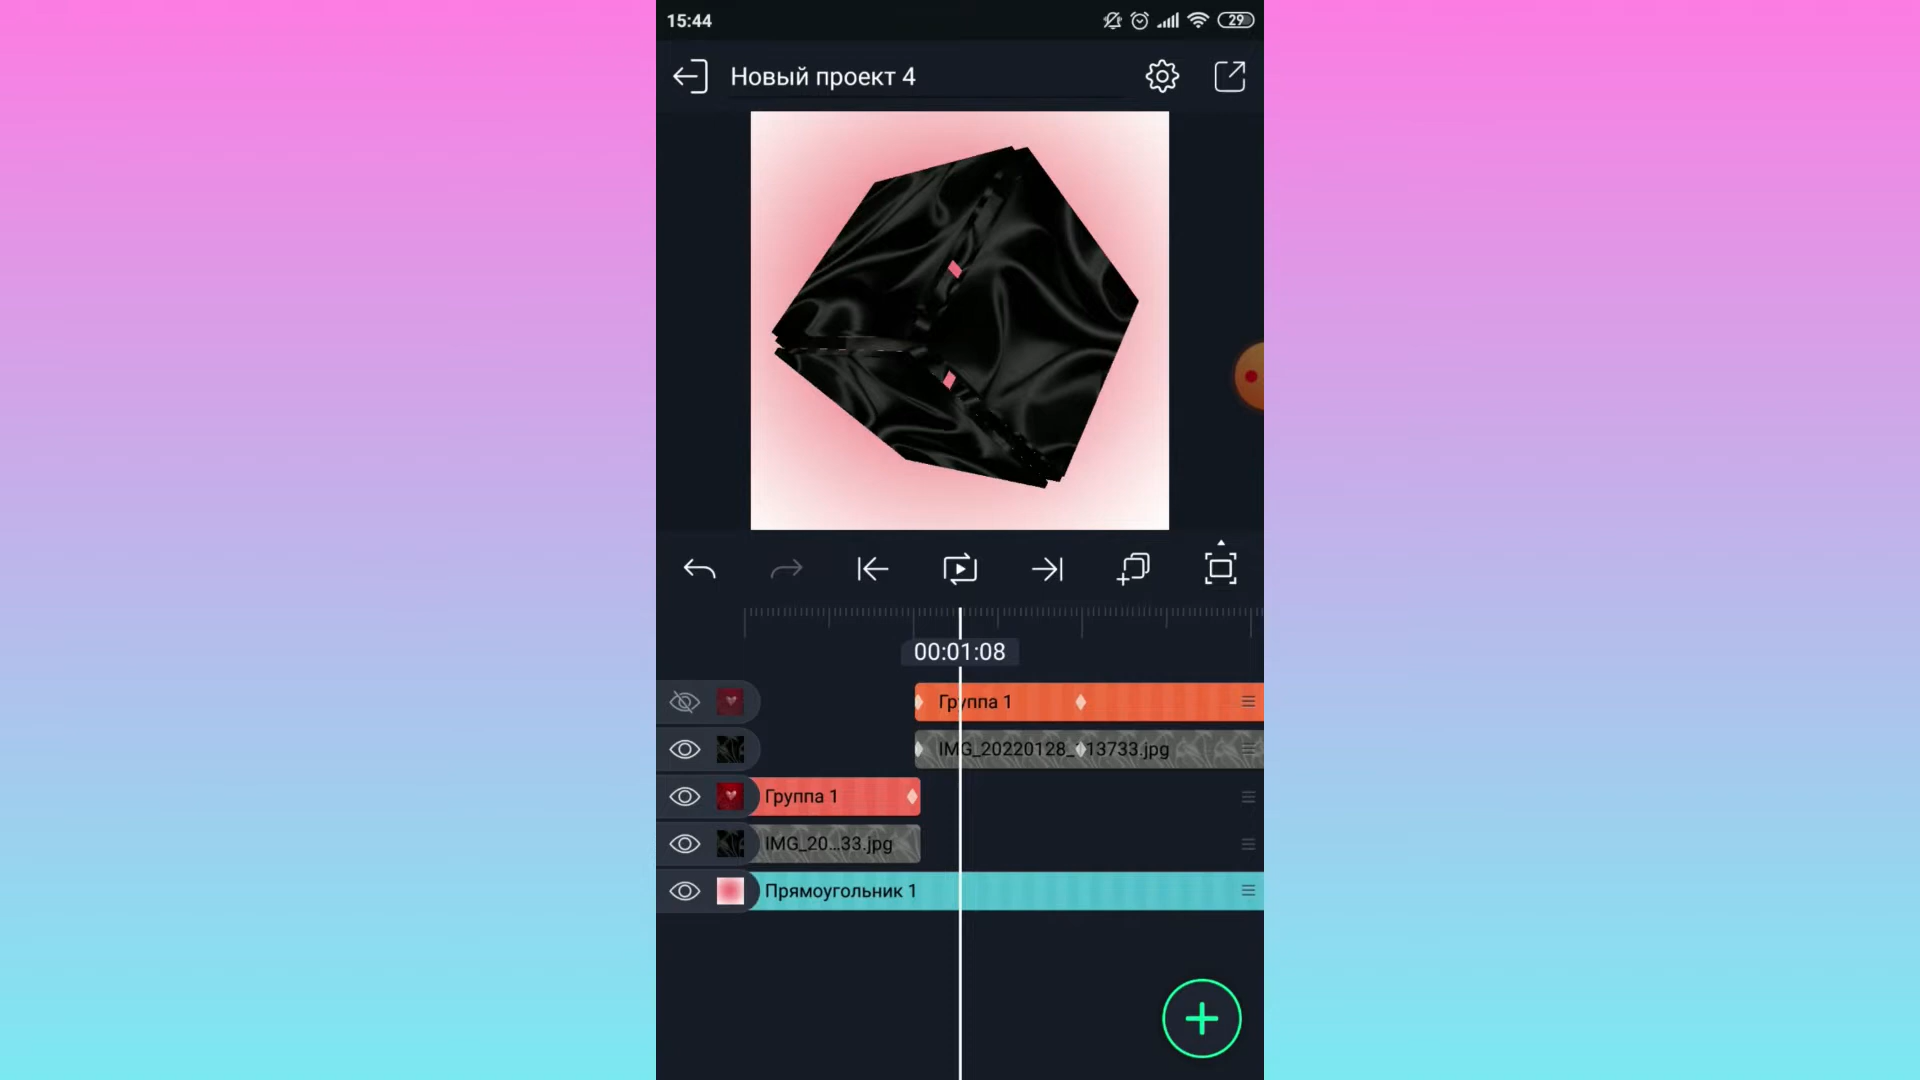 15:44
29
Новый проект 4
00:01:08
Группа 1
IMG_20220128_113733.jpg
Группа 1
IMG_20...33.jpg
Прямоугольник 1